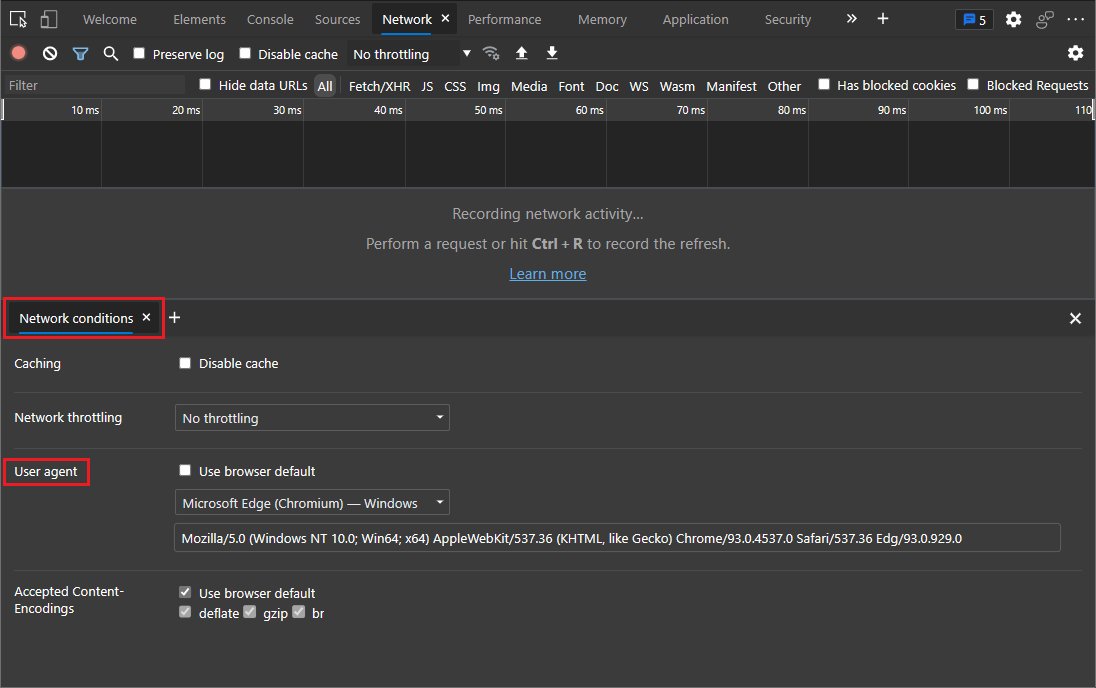 Welcome Elements Console Sources Network × Performance Memory Application Security » + 5
Preserve log Disable cache No throttling
Filter Hide data URLs All Fetch/XHR JS CSS Img Media Font Doc WS Wasm Manifest Other Has blocked cookies Blocked Requests
10 ms 20 ms 30 ms 40 ms 50 ms 60 ms 70 ms 80 ms 90 ms 100 ms 110
Recording network activity...
Perform a request or hit Ctrl + R to record the refresh.
Learn more
Network conditions × +
Caching Disable cache
Network throttling No throttling
User agent Use browser default
Microsoft Edge (Chromium) — Windows
Mozilla/5.0 (Windows NT 10.0; Win64; x64) AppleWebKit/537.36 (KHTML, like Gecko) Chrome/93.0.4537.0 Safari/537.36 Edg/93.0.929.0
Accepted Content- Use browser default
Encodings deflate gzip br